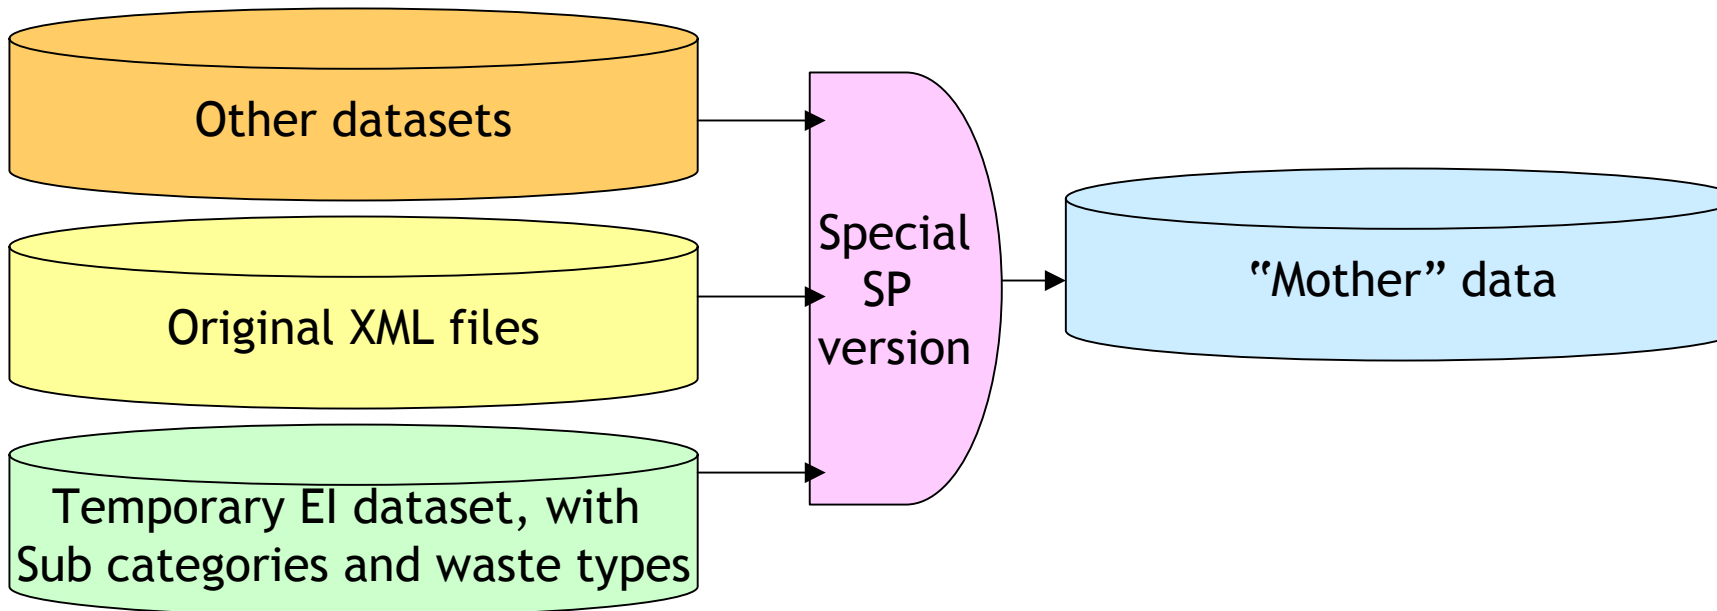 Other datasets
Original XML files
Temporary EI dataset, with
Sub categories and waste types
Special
SP
version
“Mother” data